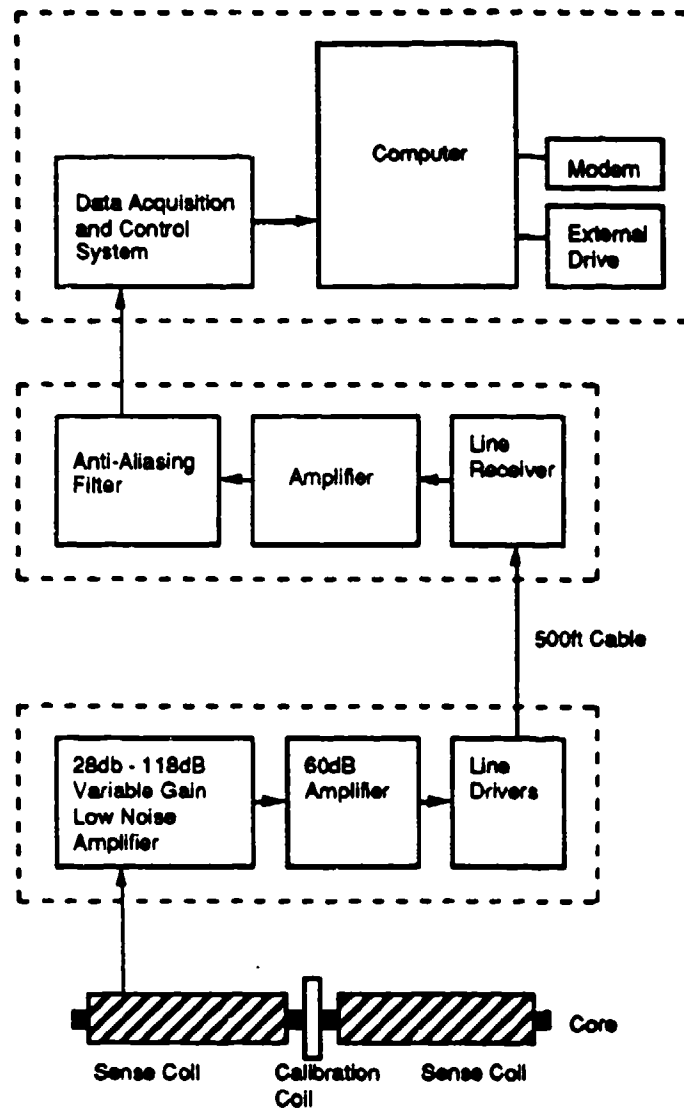 Computer
Modem
Data Acquisition
and Control
System
External
Drive
Anti-Aliasing
Filter
Amplifier
Line
Receiver
500ft Cable
28db - 118dB
Variable Gain
Low Noise
Amplifier
60dB
Amplifier
Line
Drivers
Core
Sense Coil
Calibration
Coil
Sense Coil